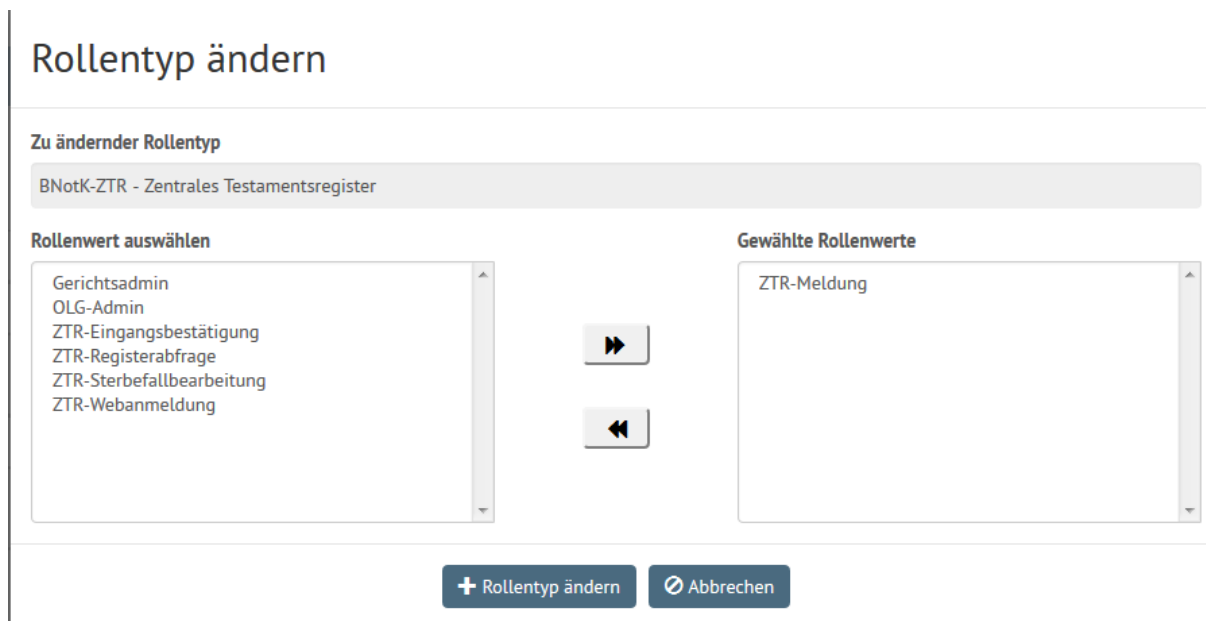 Rollentyp ändern
Zu ändernder Rollentyp
BNotK-ZTR - Zentrales Testamentsregister
Rollenwert auswählen
Gerichtsadmin
OLG-Admin
ZTR-Eingangsbestätigung
ZTR-Registerabfrage
ZTR-Sterbefallbearbeitung
ZTR-Webanmeldung
Gewählte Rollenwerte
ZTR-Meldung
Rollentyp ändern
Abbrechen